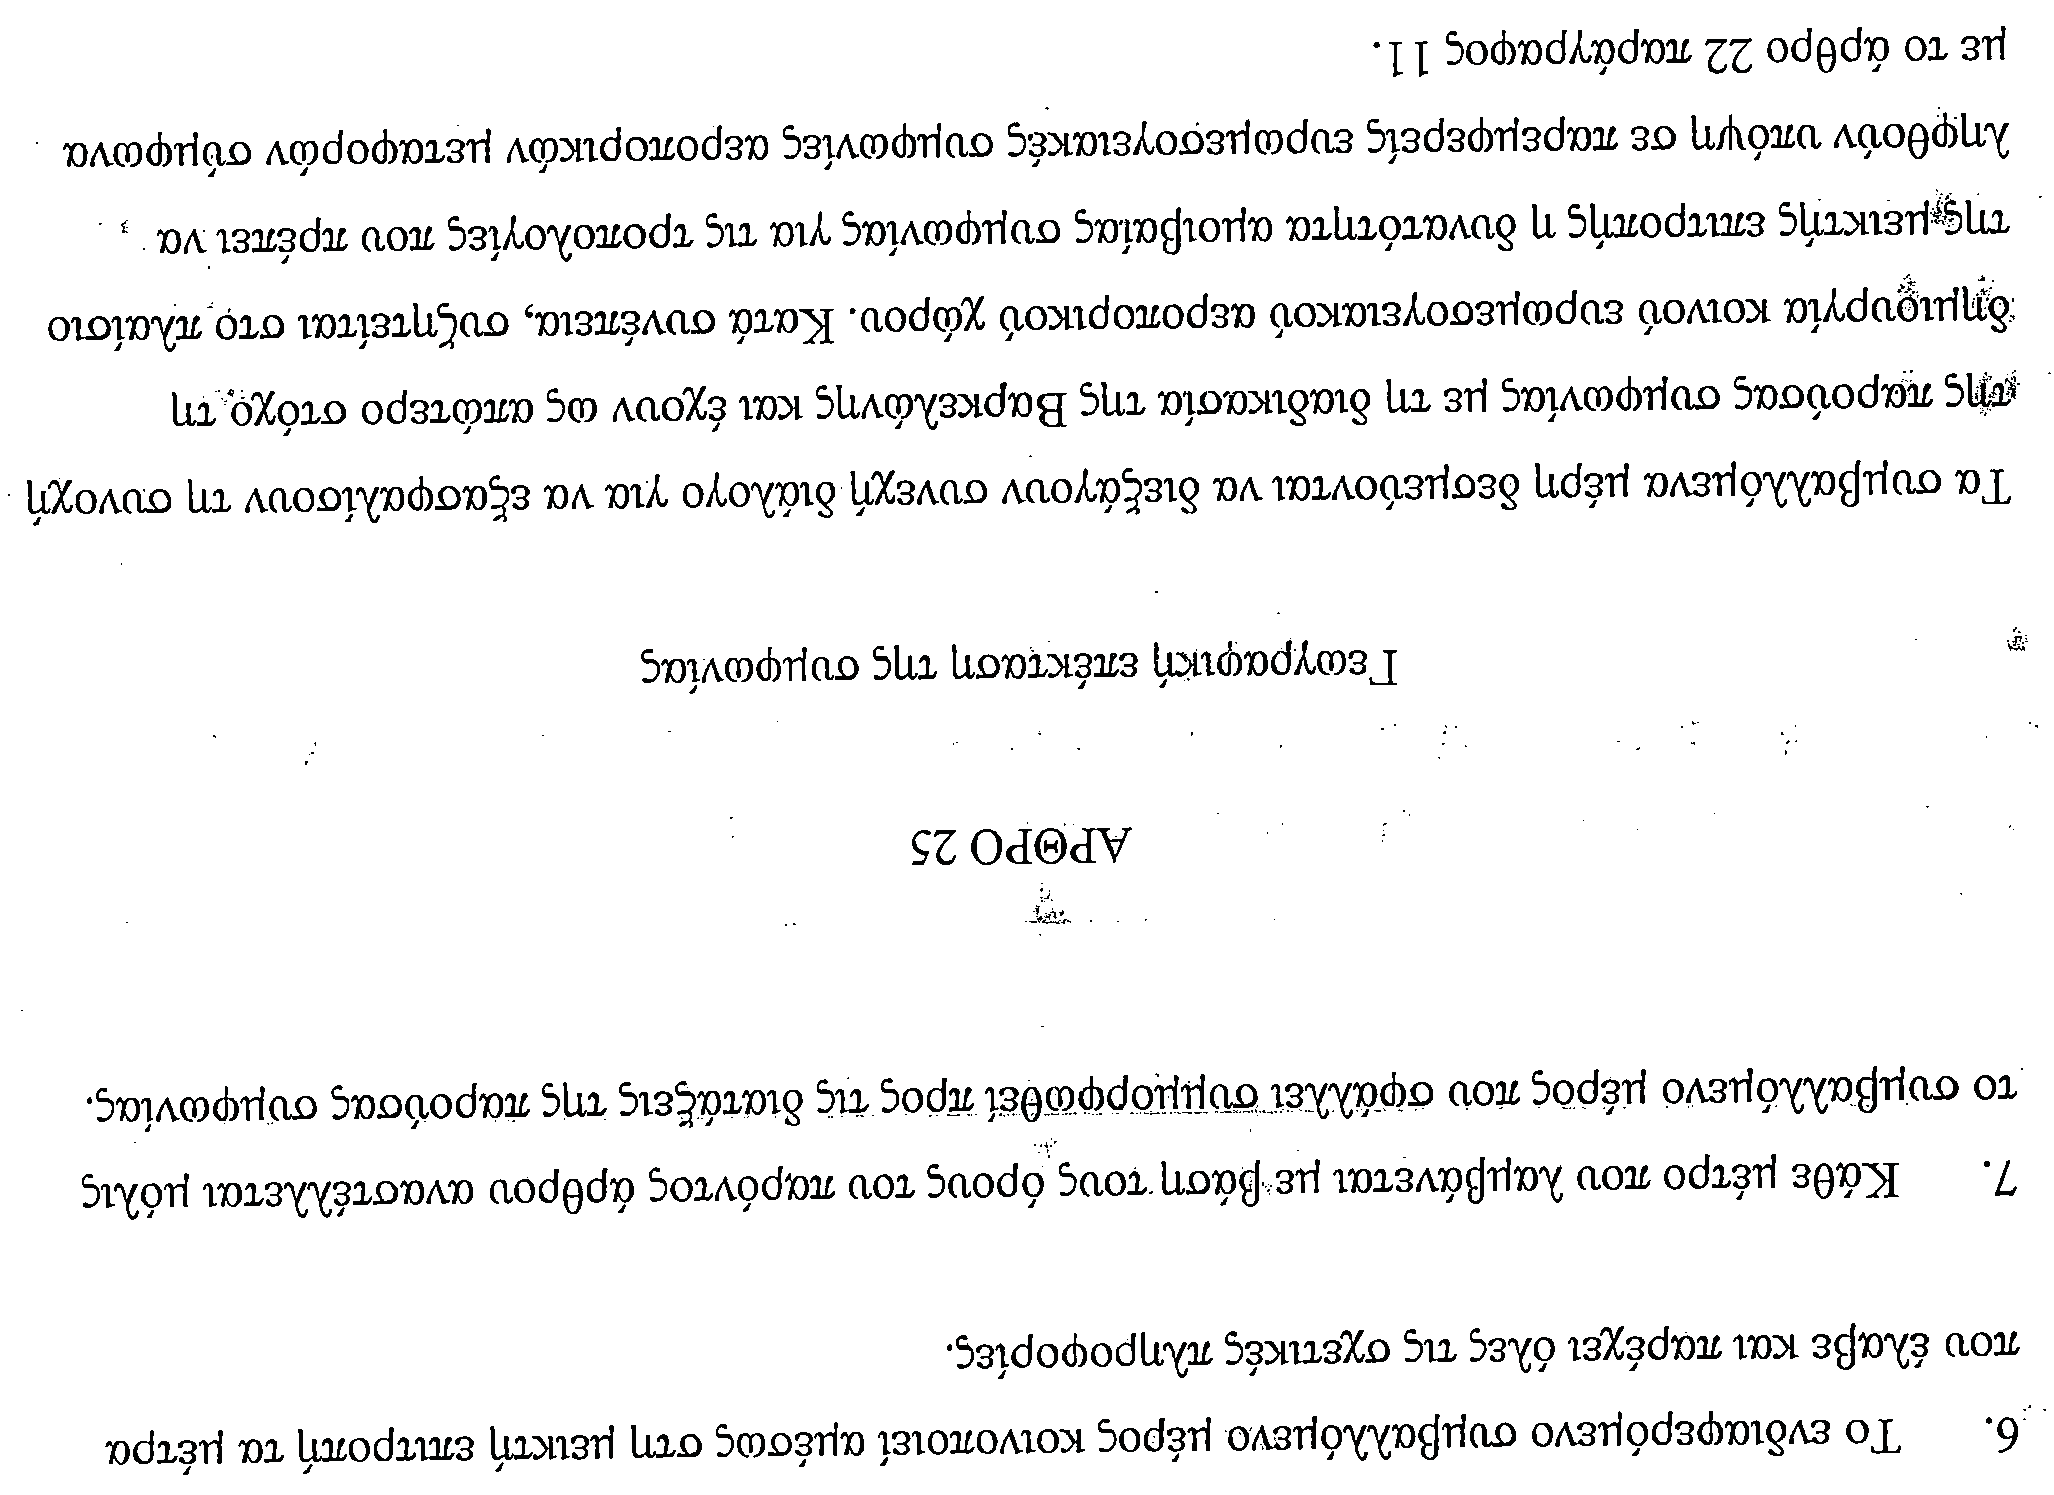 6. Το ενδιαφερόμενο συμβαλλόμενο μέρος κοινοποιεί αμέσως στη μεικτή επιτροπή τα μέτρα
που έλαβε και παρέχει όλες τις σχετικές πληροφορίες.
7. Κάθε μέτρο που λαμβάνεται με βάση τους όρους του παρόντος άρθρου αναστέλλεται μόλις
το συμβαλλόμενο μέρος που σφάλλει συμμορφωθεί προς τις διατάξεις της παρούσας συμφωνίας.
ΑΡΘΡΟ 25
Γεωγραφική επέκταση της συμφωνίας
Τα συμβαλλόμενα μέρη δεσμεύονται να διεξάγουν συνεχή διάλογο για να εξασφαλίσουν τη συνοχή
της παρούσας συμφωνίας με τη διαδικασία της Βαρκελώνης και έχουν ως απώτερο στόχο τη
δημιουργία κοινού ευρωμεσογειακού αεροπορικού χώρου. Κατά συνέπεια, συζητείται στο πλαίσιο
της μεικτής επιτροπής η δυνατότητα αμοιβαίας συμφωνίας για τις τροπολογίες που πρέπει να
ληφθούν υπόψη σε παρεμφερείς ευρωμεσογειακές συμφωνίες αεροπορικών μεταφορών σύμφωνα
με το άρθρο 22 παράγραφος 11.